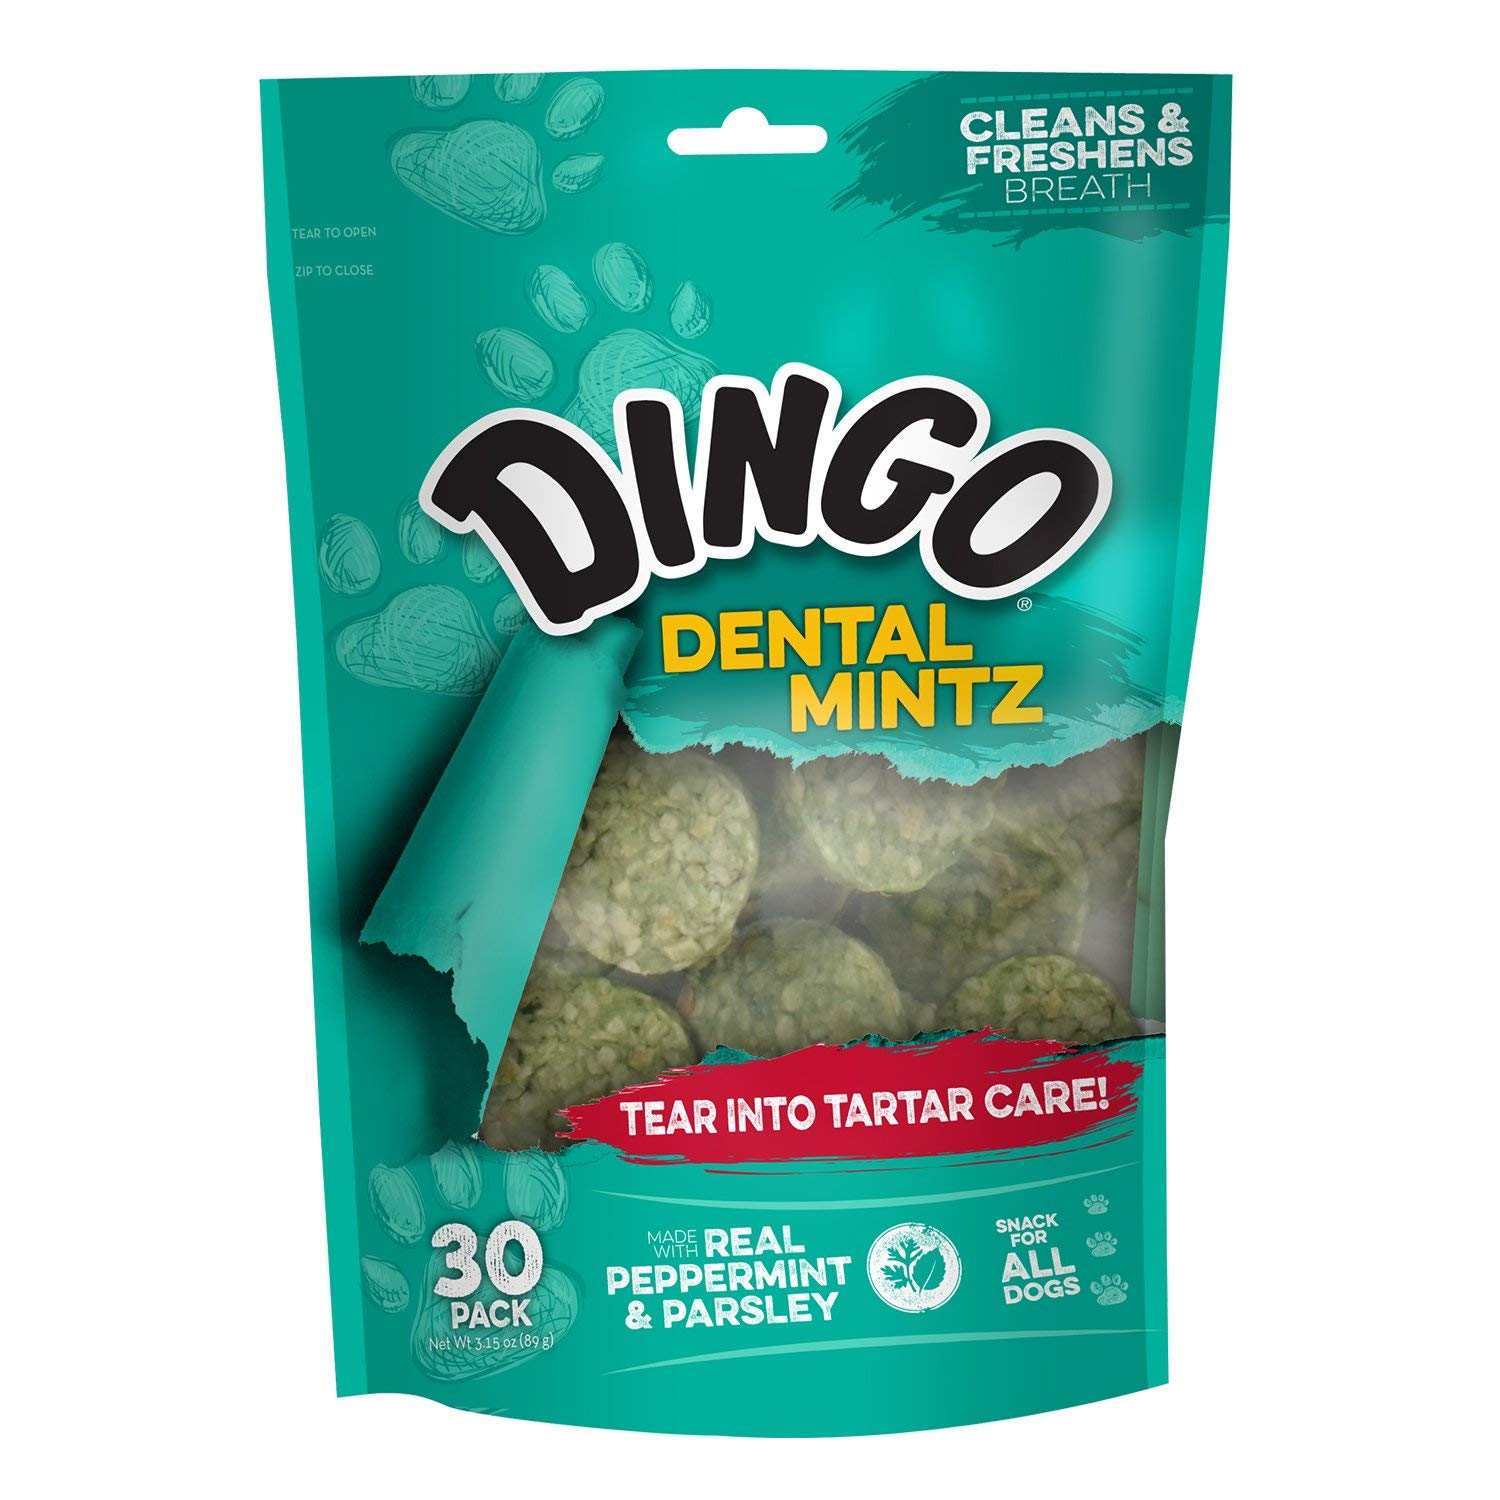 CLEANS &
FRESHENS
BREATH
TEAR TO OPEN
ZIP TO CLOSE
DINGO®
DENTAL
MINTZ
TEAR INTO TARTAR CARE!
30
PACK
Net Wt 3.15 oz (89 g)
MADE
WITH REAL
PEPPERMINT
& PARSLEY
SNACK
FOR
ALL
DOGS